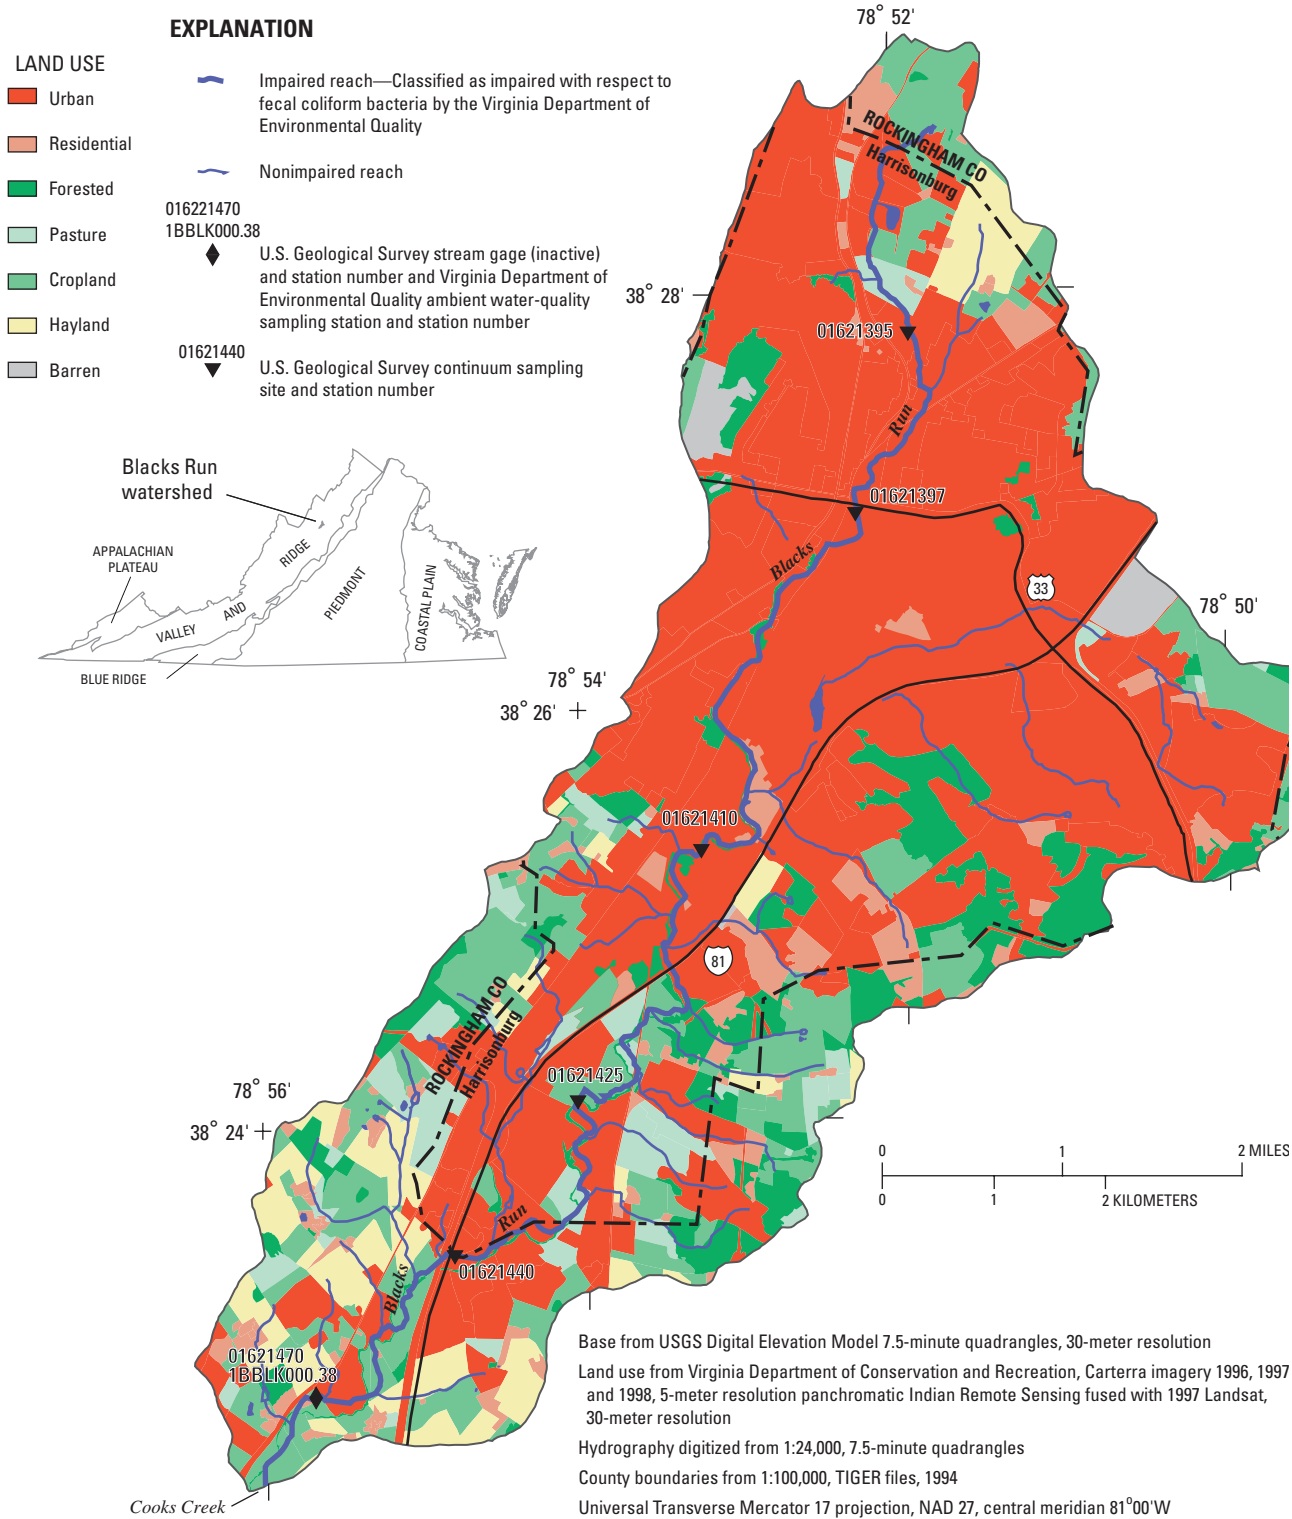 EXPLANATION
LAND USE
Urban
Residential
Forested
Pasture
Cropland
Hayland
Barren
Impaired reach—Classified as impaired with respect to
fecal coliform bacteria by the Virginia Department of
Environmental Quality
Nonimpaired reach
016221470
1BBLK000.38
U.S. Geological Survey stream gage (inactive)
and station number and Virginia Department of
Environmental Quality ambient water-quality
sampling station and station number
01621440
U.S. Geological Survey continuum sampling
site and station number
Blacks Run
watershed
APPALACHIAN
PLATEAU
VALLEY AND RIDGE
BLUE RIDGE
PIEDMONT
COASTAL PLAIN
78° 52'
ROCKINGHAM CO
Harrisonburg
38° 28'
01621395
Run
01621397
Blacks
33
78° 50'
78° 54'
38° 26'
01621410
81
ROCKINGHAM CO
Harrisonburg
01621425
78° 56'
38° 24'
Run
01621440
Blacks
01621470
1BBLK000.38
Cooks Creek
0 1 2 MILES
0 1 2 KILOMETERS
Base from USGS Digital Elevation Model 7.5-minute quadrangles, 30-meter resolution
Land use from Virginia Department of Conservation and Recreation, Carterra imagery 1996, 1997
and 1998, 5-meter resolution panchromatic Indian Remote Sensing fused with 1997 Landsat,
30-meter resolution
Hydrography digitized from 1:24,000, 7.5-minute quadrangles
County boundaries from 1:100,000, TIGER files, 1994
Universal Transverse Mercator 17 projection, NAD 27, central meridian 81°00'W